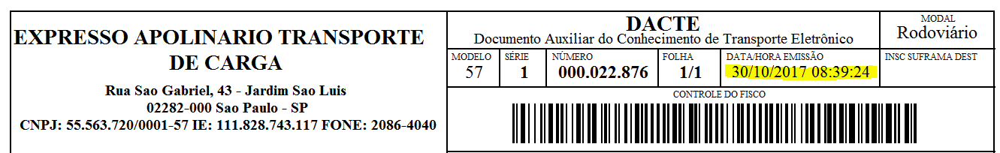 EXPRESSO APOLINARIO TRANSPORTE
DE CARGA
Rua Sao Gabriel, 43 - Jardim Sao Luis
02282-000 Sao Paulo - SP
CNPJ: 55.563.720/0001-57 IE: 111.828.743.117 FONE: 2086-4040
DACTE
Documento Auxiliar do Conhecimento de Transporte Eletrônico
MODAL
Rodoviário
MODELO
57
SÉRIE
1
NÚMERO
000.022.876
FOLHA
1/1
DATA/HORA EMISSÃO
30/10/2017 08:39:24
INSC SUFRAMA DEST
CONTROLE DO FISCO